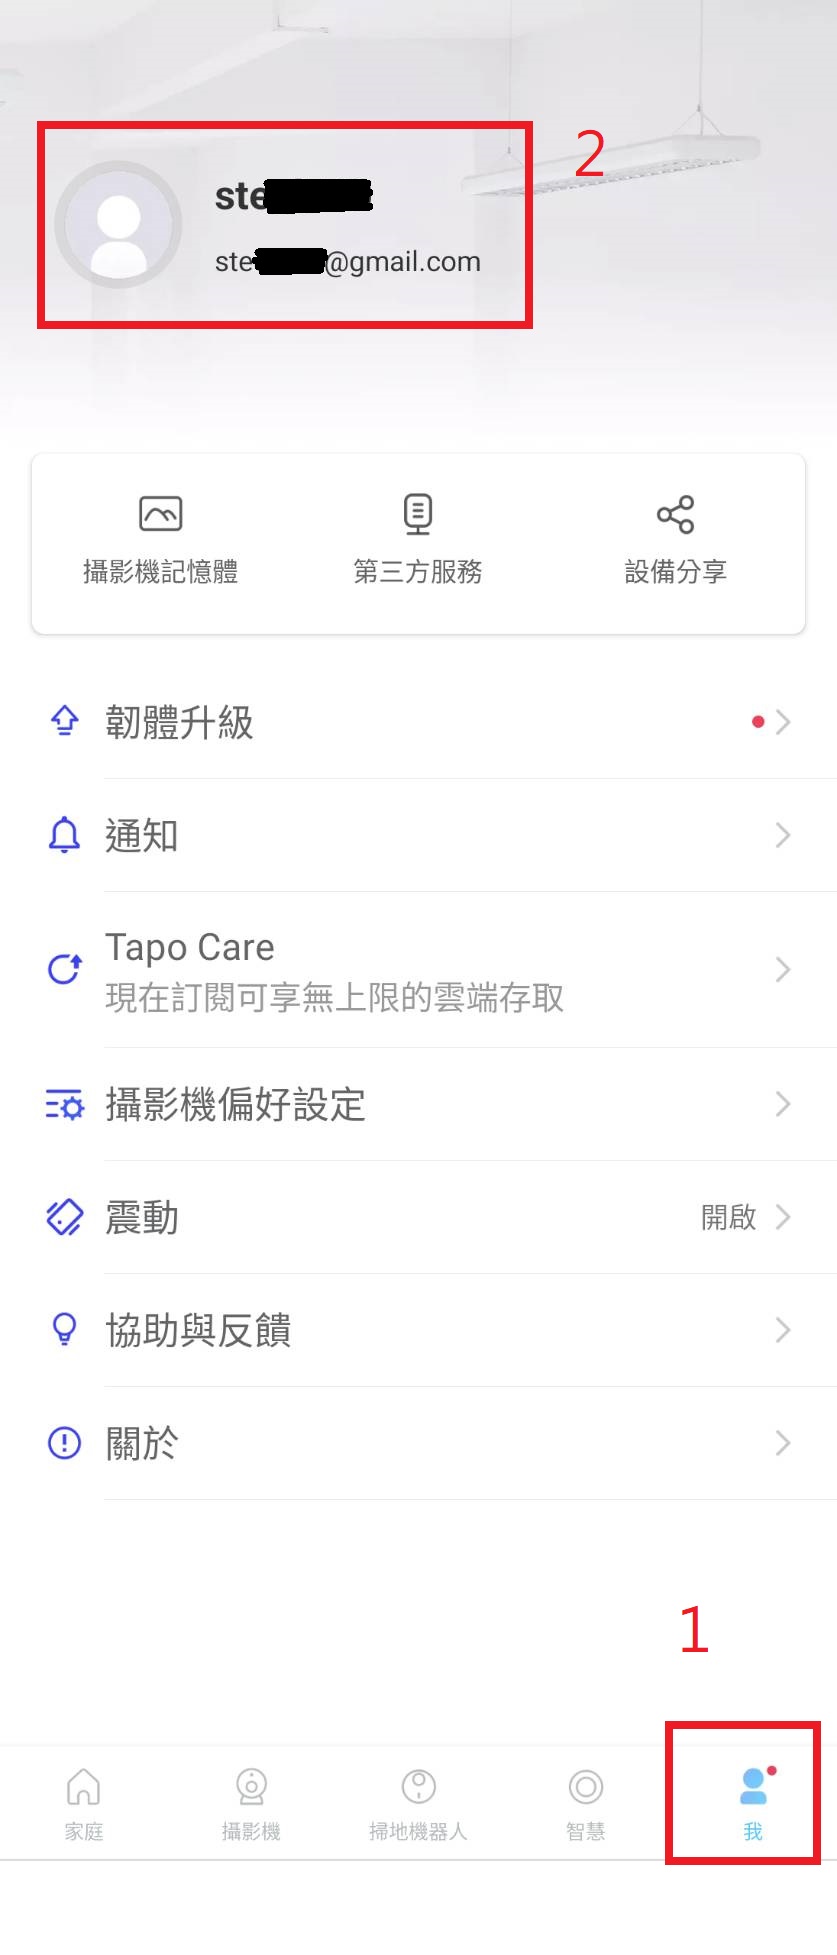 2
ste
ste@gmail.com
攝影機記憶體
第三方服務
設備分享
韌體升級
通知
Tapo Care
現在訂閱可享無上限的雲端存取
攝影機偏好設定
震動
開啟
協助與反饋
關於
1
家庭
攝影機
掃地機器人
智慧
我